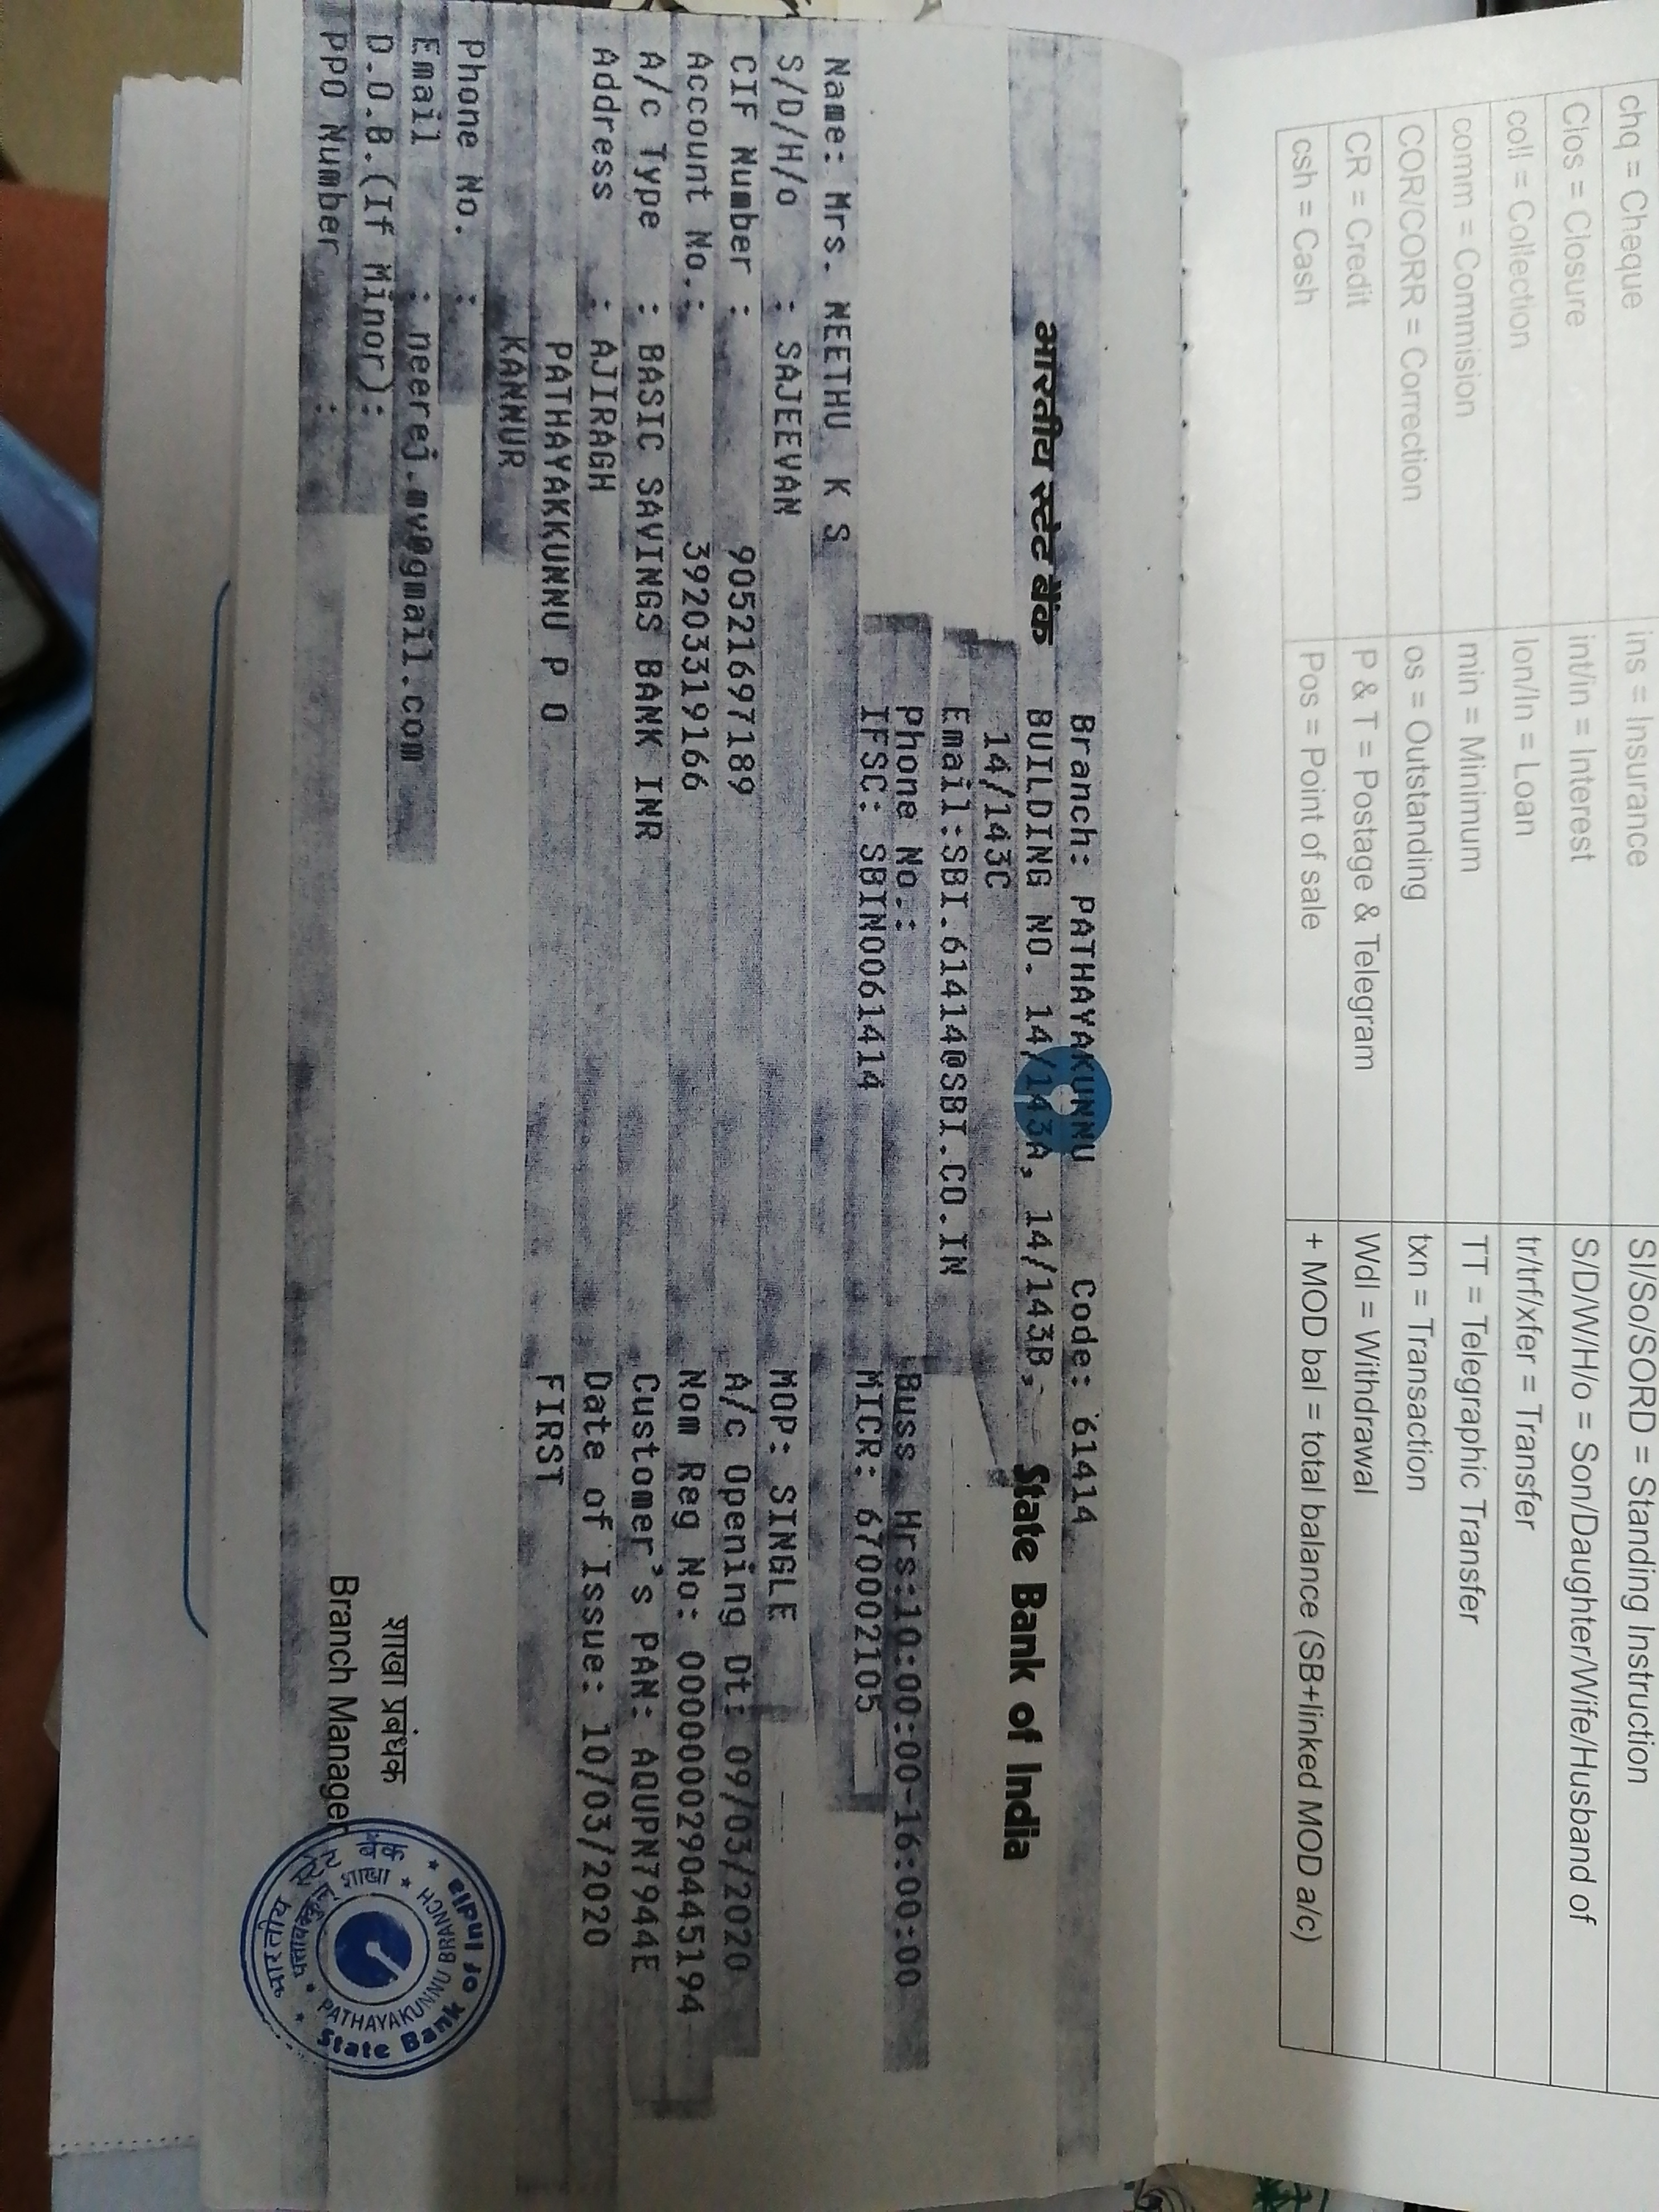 chq = Cheque ins = Insurance SI/So/SORD = Standing Instruction
Clos = Closure int/in = Interest S/D/W/H/o = Son/Daughter/Wife/Husband of
coll = Collection lon/ln = Loan tr/trf/xfer = Transfer
comm = Commision min = Minimum TT = Telegraphic Transfer
COR/CORR = Correction os = Outstanding txn = Transaction
CR = Credit P & T = Postage & Telegram Wdl = Withdrawal
csh = Cash Pos = Point of sale + MOD bal = total balance (SB+linked MOD a/c)
Branch: PATHAYAKUNNU Code: 61414
भारतीय स्टेट बैंक BUILDING NO. 14/143A, 14/143B, State Bank of India
14/143C
Email:SBI.61414@SBI.CO.IN
Phone No.: Buss Hrs:10:00:00-16:00:00
IFSC: SBIN0061414 MICR: 670002105
Name: Mrs. NEETHU K S
S/D/H/o : SAJEEVAN MOP: SINGLE
CIF Number : 90521697189 A/c Opening Dt: 09/03/2020
Account No.: 39203319166 Nom Reg No: 0000000290445194
A/c Type : BASIC SAVINGS BANK INR Customer's PAN: AQUPN7944E
Address : AJIRAGH Date of Issue: 10/03/2020
PATHAYAKKUNNU P O FIRST
KANNUR
Phone No. :
Email : neerej.mv@gmail.com
D.O.B.(If Minor):
PPO Number :
शाखा प्रबंधक
Branch Manager
भारतीय स्टेट बैंक
शाखा
PATHAYAKUNNU BRANCH
State Bank of India